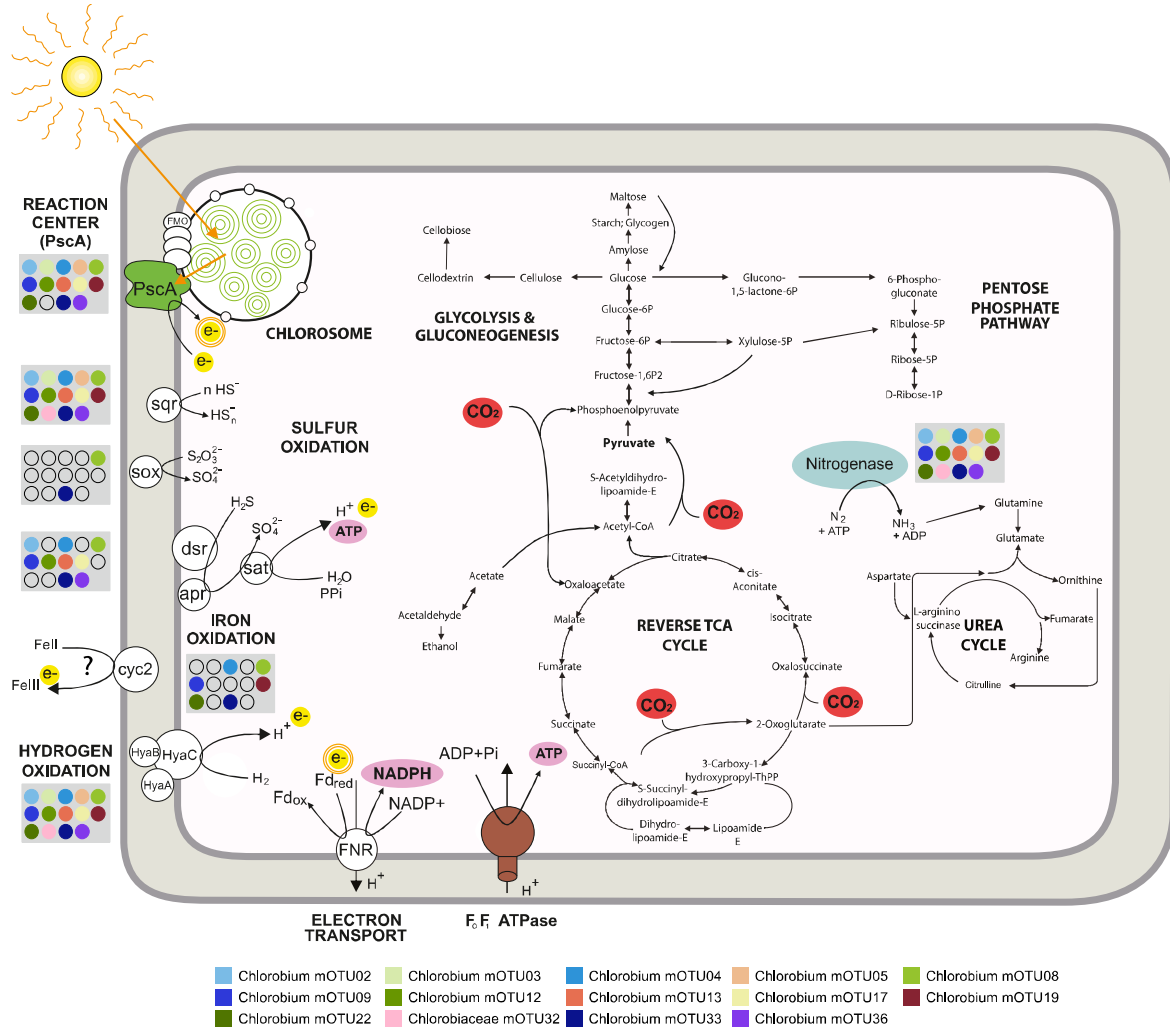 REACTION
CENTER
(PscA)
FMO
PscA
e-
e-
CHLOROSOME
sqr
n HS⁻
HSₙ⁻
SULFUR
OXIDATION
sox
S₂O₃²⁻
SO₄²⁻
dsr
apr
H₂S
SO₄²⁻
sat
H⁺
e-
ATP
H₂O
PPi
IRON
OXIDATION
FeII
?
e-
FeIII
cyc2
HYDROGEN
OXIDATION
HyaB
HyaC
HyaA
H⁺
e-
H₂
e-
Fdred
Fdox
NADPH
NADP+
FNR
H⁺
ELECTRON
TRANSPORT
ADP+Pi
ATP
H⁺
F₀F₁ ATPase
GLYCOLYSIS &
GLUCONEOGENESIS
Maltose
Starch; Glycogen
Amylose
Cellobiose
Cellodextrin
Cellulose
Glucose
Glucono-
1,5-lactone-6P
6-Phospho-
gluconate
PENTOSE
PHOSPHATE
PATHWAY
Glucose-6P
Ribulose-5P
Fructose-6P
Xylulose-5P
Ribose-5P
Fructose-1,6P2
D-Ribose-1P
CO₂
Phosphoenolpyruvate
Pyruvate
S-Acetyldihydro-
lipoamide-E
CO₂
Acetyl-CoA
Citrate
Acetate
Acetaldehyde
Ethanol
Oxaloacetate
cis-
Aconitate
Malate
Isocitrate
REVERSE TCA
CYCLE
Fumarate
Oxalosuccinate
CO₂
CO₂
Succinate
2-Oxoglutarate
Succinyl-CoA
3-Carboxy-1-
hydroxypropyl-ThPP
S-Succinyl-
dihydrolipoamide-E
Dihydro-
lipoamide-E
Lipoamide
E
Nitrogenase
N₂
+ ATP
NH₃
+ ADP
Glutamine
Glutamate
Aspartate
Ornithine
L-arginino
succinase
UREA
CYCLE
Fumarate
Arginine
Citrulline
Chlorobium mOTU02
Chlorobium mOTU03
Chlorobium mOTU04
Chlorobium mOTU05
Chlorobium mOTU08
Chlorobium mOTU09
Chlorobium mOTU12
Chlorobium mOTU13
Chlorobium mOTU17
Chlorobium mOTU19
Chlorobium mOTU22
Chlorobiaceae mOTU32
Chlorobium mOTU33
Chlorobium mOTU36